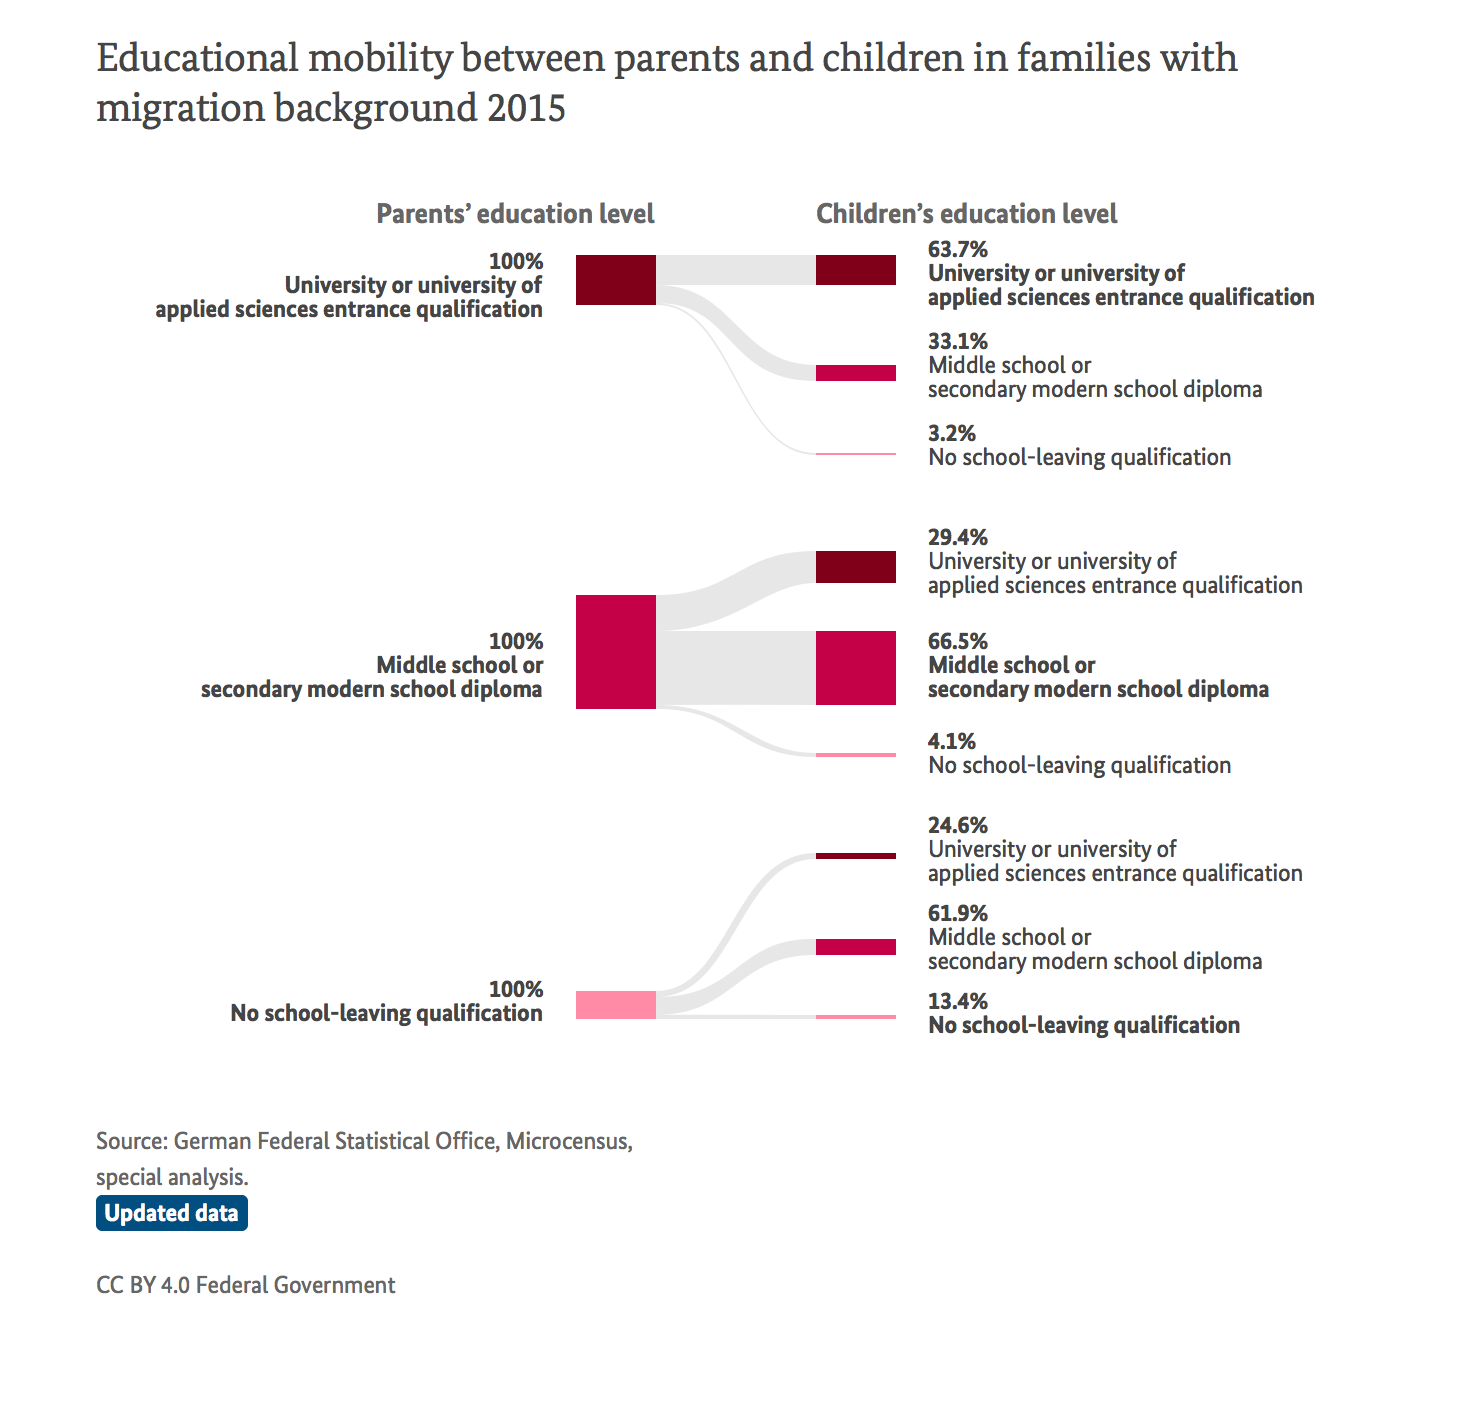 Educational mobility between parents and children in families with
migration background 2015
Parents’ education level
Children’s education level
100%
University or university of
applied sciences entrance qualification
63.7%
University or university of
applied sciences entrance qualification
33.1%
Middle school or
secondary modern school diploma
3.2%
No school-leaving qualification
100%
Middle school or
secondary modern school diploma
29.4%
University or university of
applied sciences entrance qualification
66.5%
Middle school or
secondary modern school diploma
4.1%
No school-leaving qualification
100%
No school-leaving qualification
24.6%
University or university of
applied sciences entrance qualification
61.9%
Middle school or
secondary modern school diploma
13.4%
No school-leaving qualification
Source: German Federal Statistical Office, Microcensus,
special analysis.
Updated data
CC BY 4.0 Federal Government